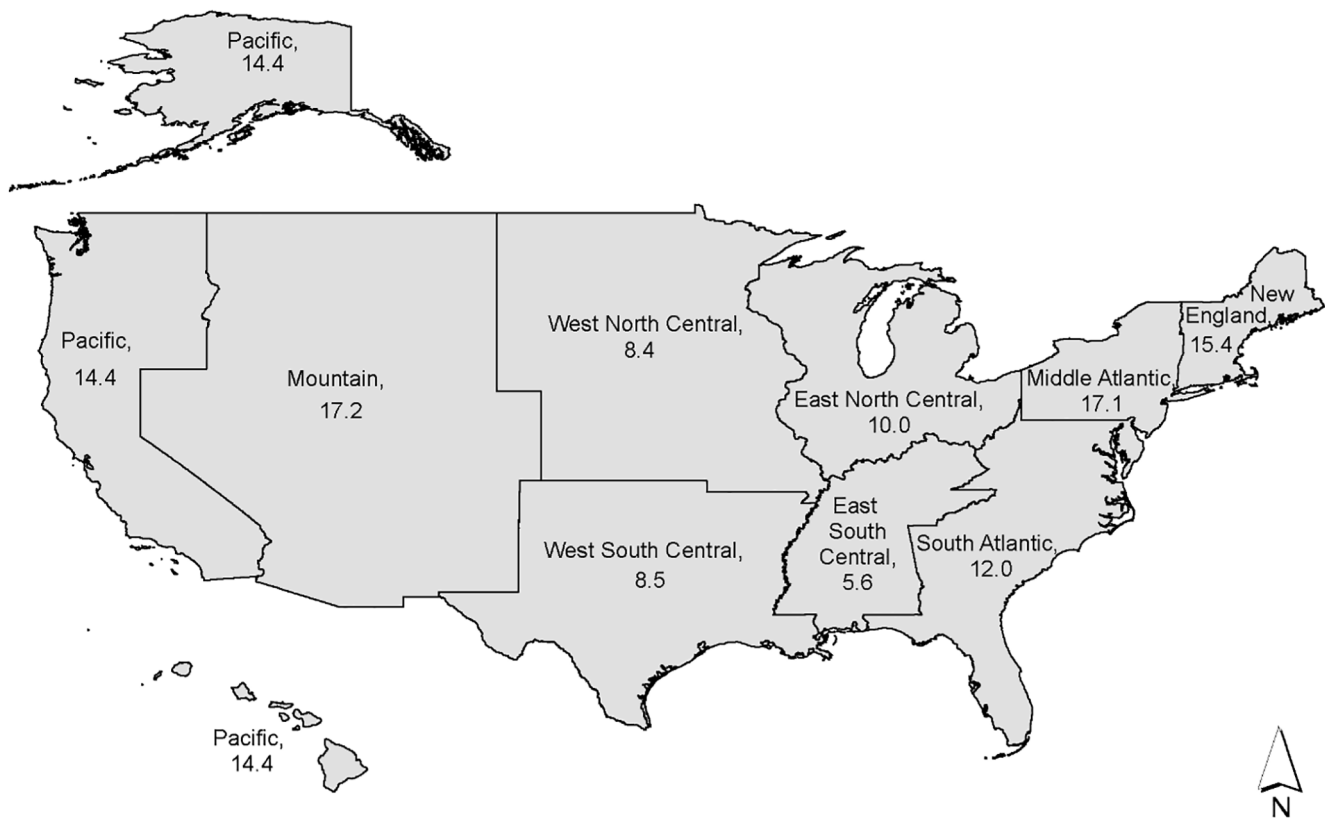 Pacific,
14.4
New
England,
15.4
West North Central,
8.4
Pacific,
14.4
Mountain,
17.2
Middle Atlantic,
17.1
East North Central,
10.0
East
South
Central,
5.6
West South Central,
8.5
South Atlantic,
12.0
Pacific,
14.4
N